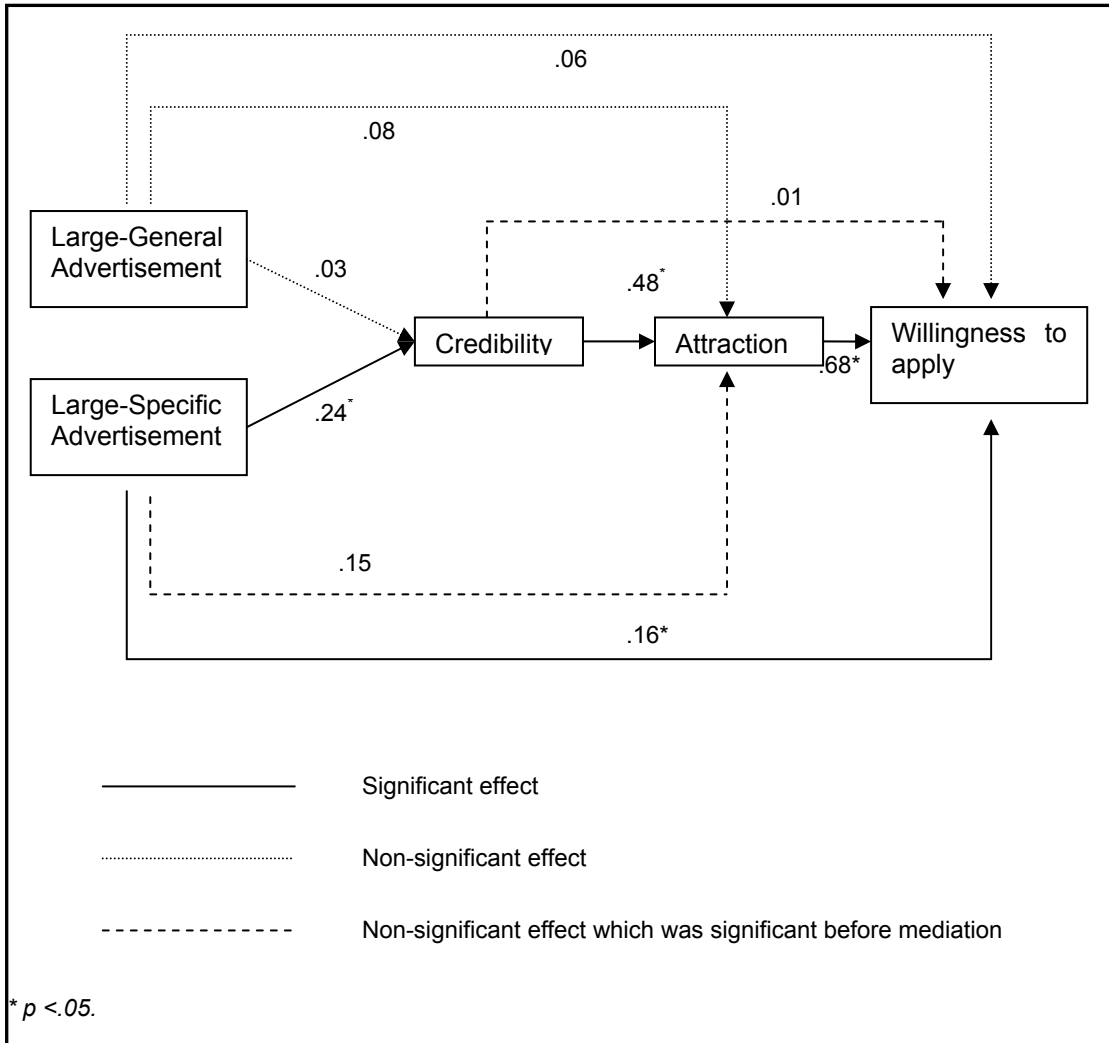 .06
.08
.01
Large-General
Advertisement
.03
.48*
Credibility
Attraction
Willingness to
apply
.68*
Large-Specific
Advertisement
.24*
.15
.16*
Significant effect
Non-significant effect
Non-significant effect which was significant before mediation
* p <.05.